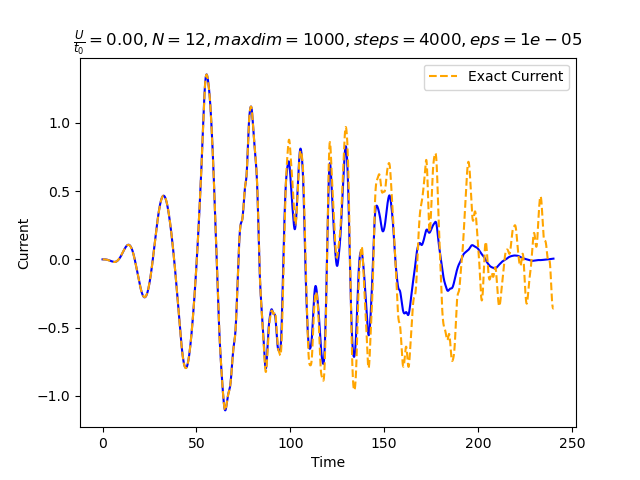 U/t₀ = 0.00, N = 12, maxdim = 1000, steps = 4000, eps = 1e − 05
Exact Current
1.0
0.5
0.0
−0.5
−1.0
Current
0 50 100 150 200 250
Time